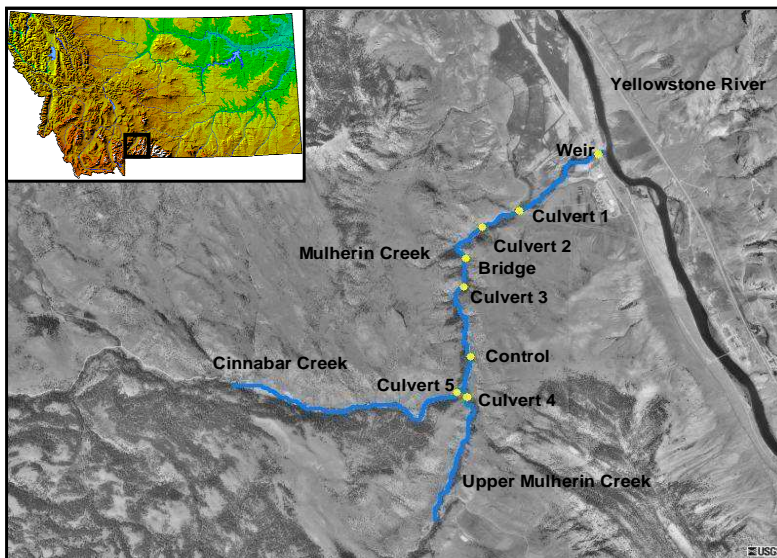 Yellowstone River
Weir
Culvert 1
Culvert 2
Mulherin Creek
Bridge
Culvert 3
Control
Cinnabar Creek
Culvert 5
Culvert 4
Upper Mulherin Creek
USG